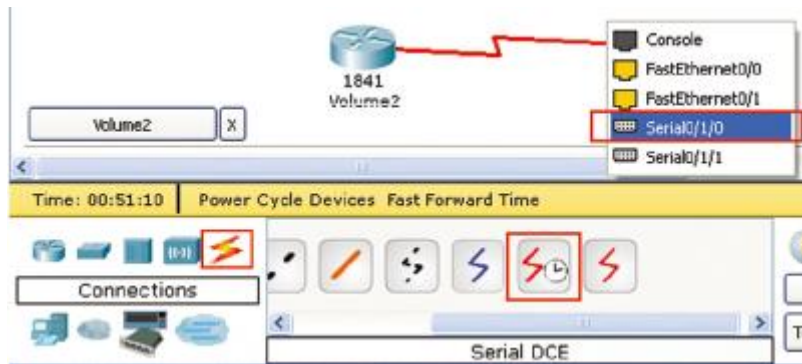 Console
FastEthernet0/0
FastEthernet0/1
Serial0/1/0
Serial0/1/1
1841
Volume2
Volume2 X
Time: 00:51:10 Power Cycle Devices Fast Forward Time
Connections
Serial DCE
T